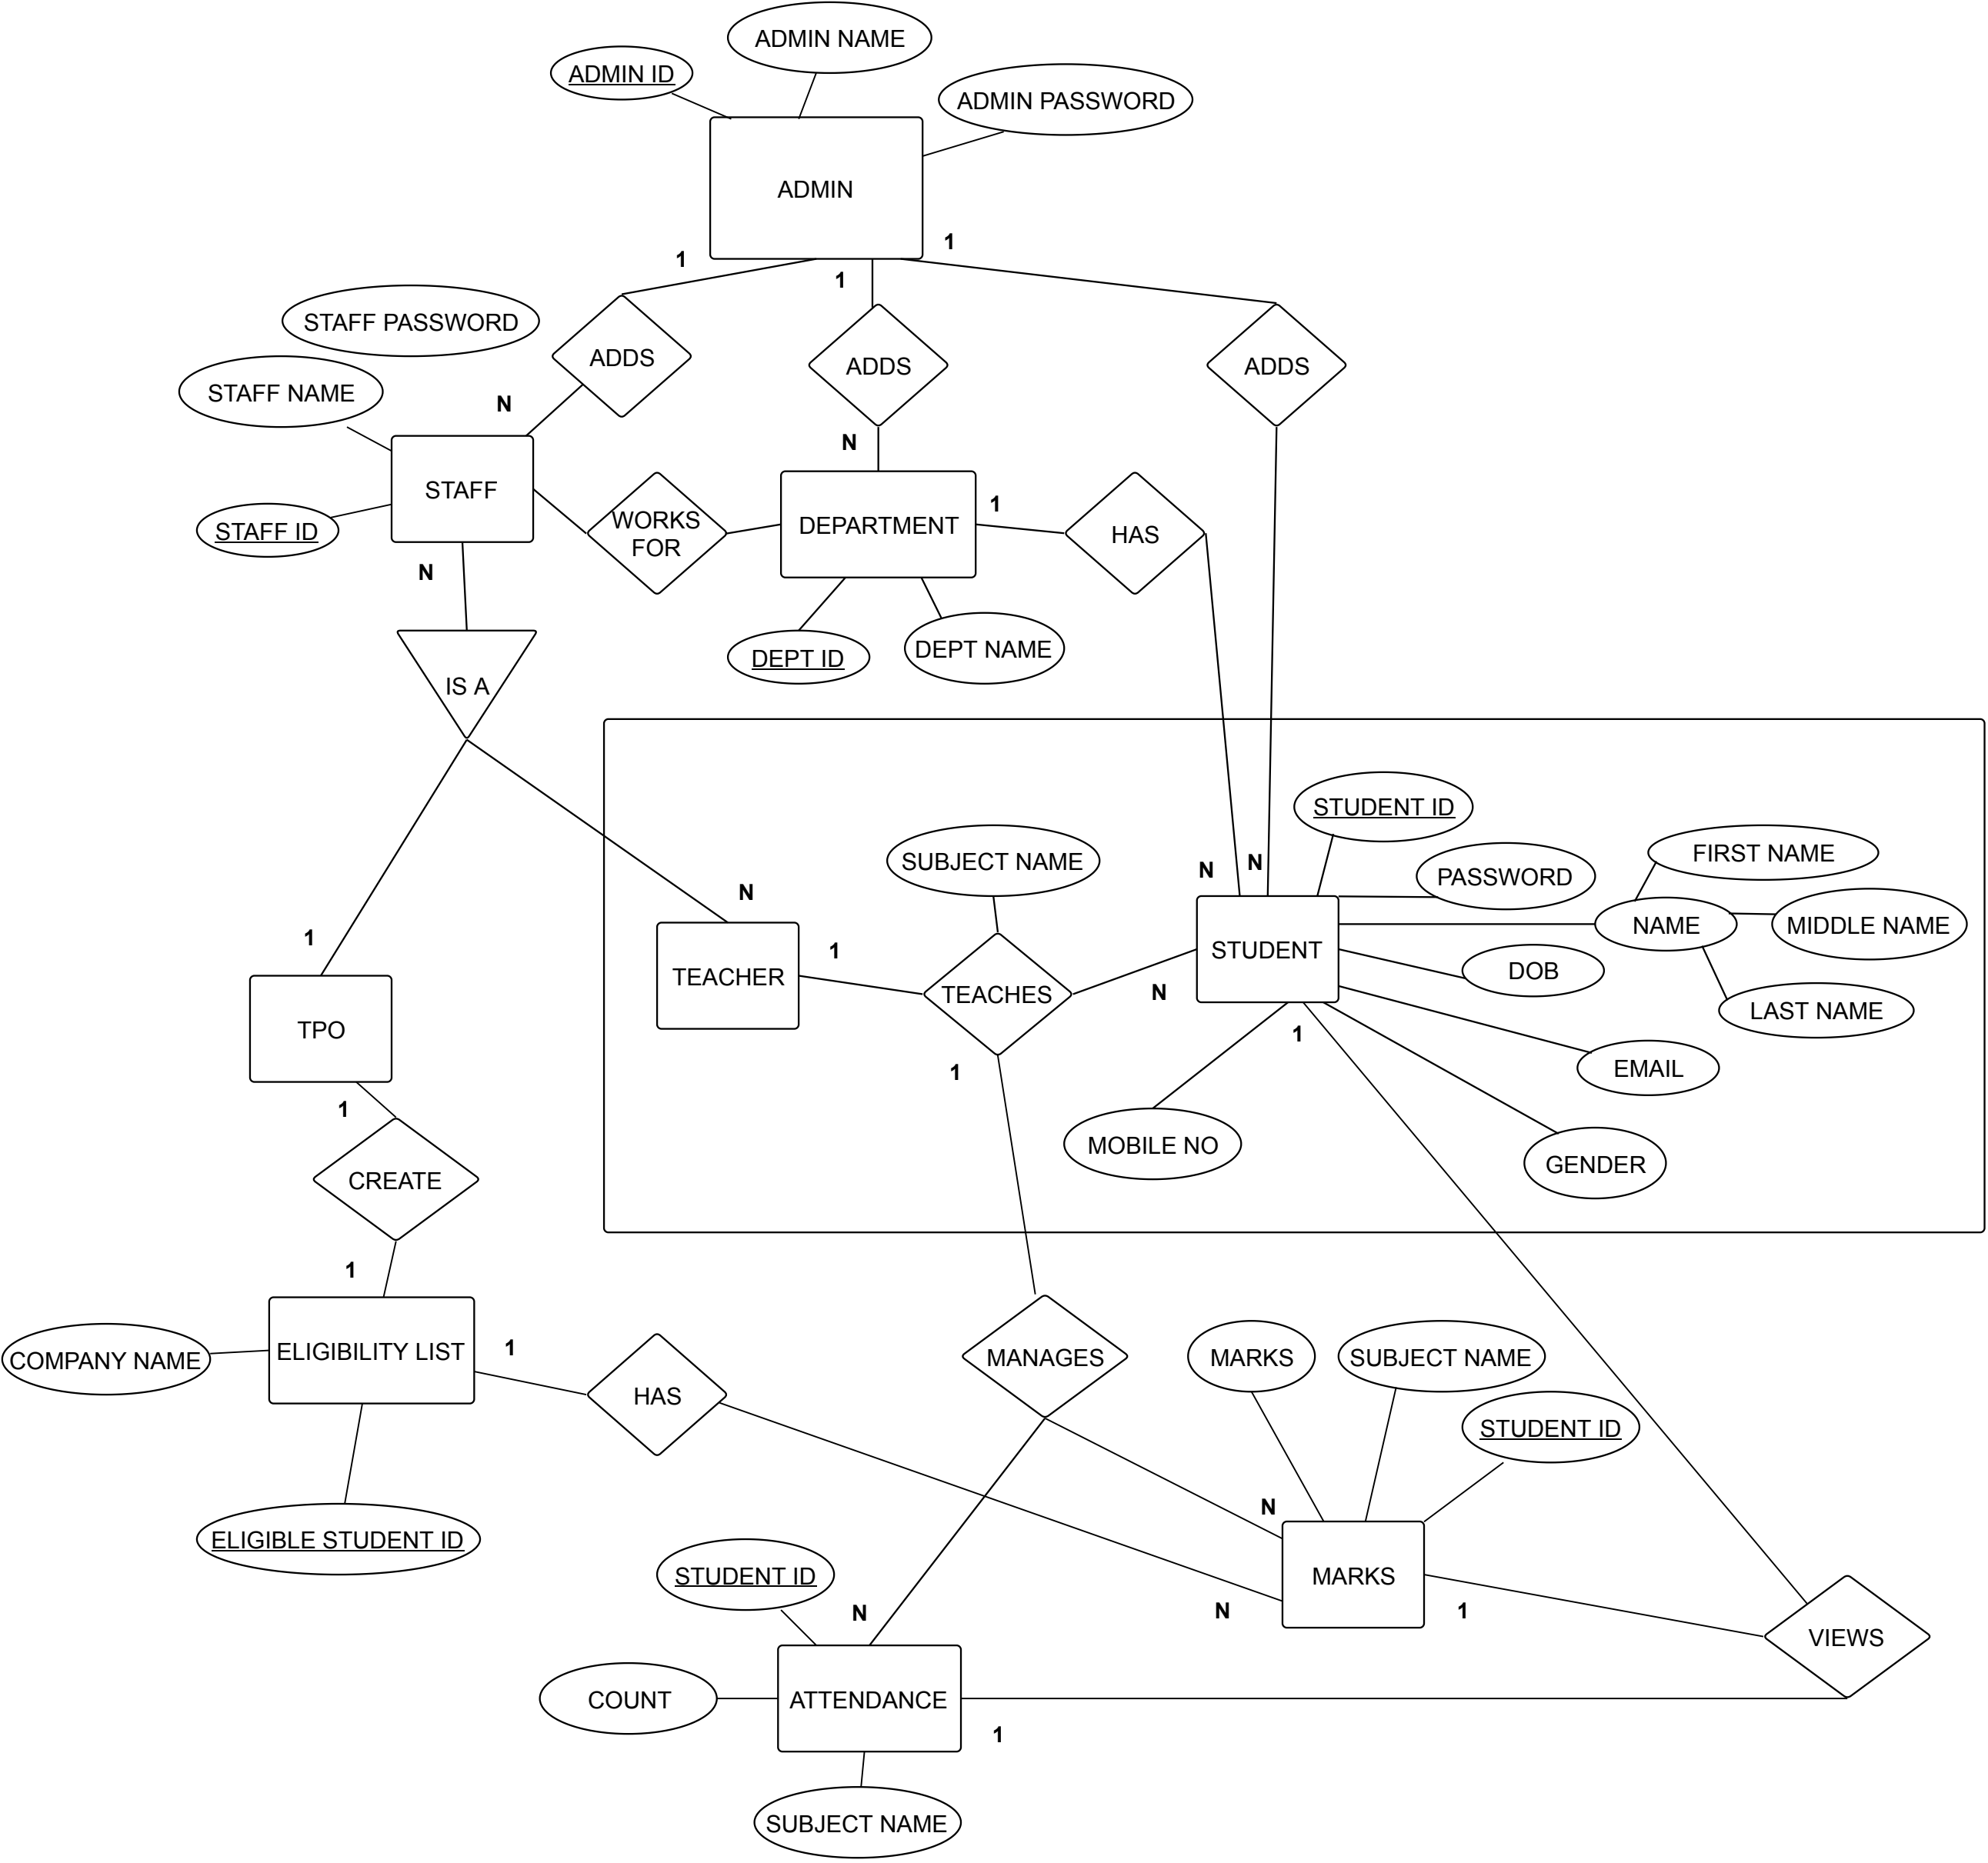 ADMIN NAME
ADMIN ID
ADMIN PASSWORD
ADMIN
1
1
1
STAFF PASSWORD
ADDS
ADDS
ADDS
STAFF NAME
N
N
STAFF
WORKS
FOR
DEPARTMENT
1
HAS
STAFF ID
N
DEPT ID
DEPT NAME
IS A
STUDENT ID
SUBJECT NAME
FIRST NAME
N
N
PASSWORD
N
NAME
MIDDLE NAME
1
1
STUDENT
TEACHER
TEACHES
N
DOB
LAST NAME
TPO
1
1
EMAIL
1
MOBILE NO
GENDER
CREATE
1
ELIGIBILITY LIST
1
COMPANY NAME
HAS
MANAGES
MARKS
SUBJECT NAME
STUDENT ID
N
ELIGIBLE STUDENT ID
STUDENT ID
MARKS
N
N
1
VIEWS
COUNT
ATTENDANCE
1
SUBJECT NAME